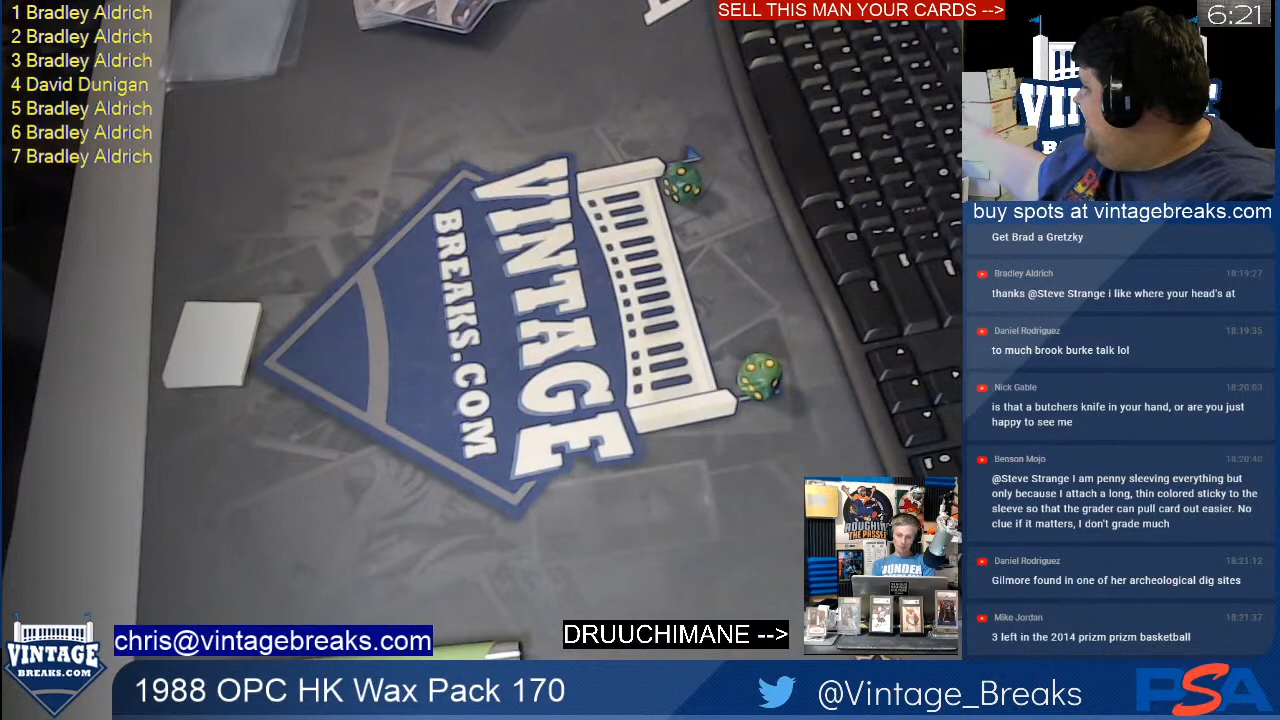 1 Bradley Aldrich
2 Bradley Aldrich
3 Bradley Aldrich
4 David Dunigan
5 Bradley Aldrich
6 Bradley Aldrich
7 Bradley Aldrich
SELL THIS MAN YOUR CARDS -->
6:21
VINTAGE
BREAKS.COM
buy spots at vintagebreaks.com
Get Brad a Gretzky
Bradley Aldrich 18:19:27
thanks @Steve Strange i like where your head's at
Daniel Rodriguez 18:19:35
to much brook burke talk lol
Nick Gable 18:20:03
is that a butchers knife in your hand, or are you just
happy to see me
Benson Mojo 18:20:40
@Steve Strange I am penny sleeving everything but
only because I attach a long, thin colored sticky to the
sleeve so that the grader can pull card out easier. No
clue if it matters, I don't grade much
Daniel Rodriguez 18:21:12
Gilmore found in one of her archeological dig sites
Mike Jordan 18:21:37
3 left in the 2014 prizm prizm basketball
ROUGHING
THE PASSER
THUNDER
DRUUCHIMANE -->
VINTAGE
BREAKS.COM
chris@vintagebreaks.com
1988 OPC HK Wax Pack 170
@Vintage_Breaks
PSA